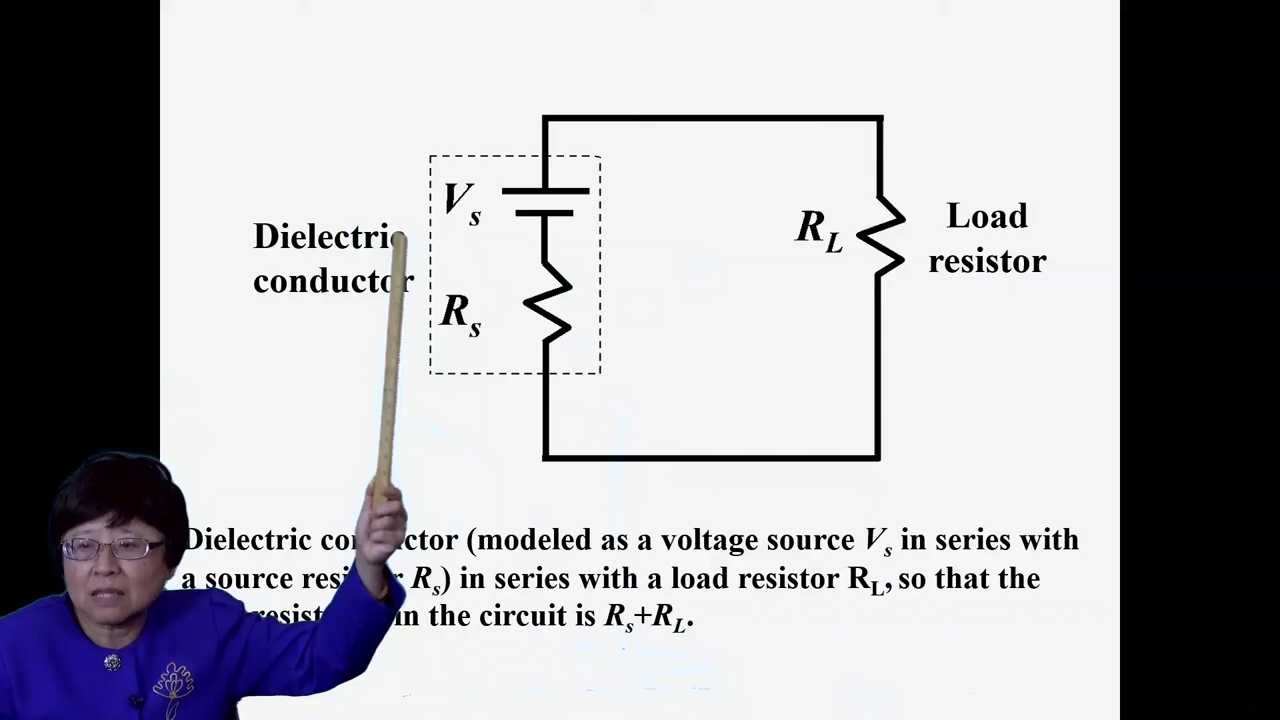 Dielectric
conductor
V_s
R_s
R_L
Load
resistor
Dielectric conductor (modeled as a voltage source V_s in series with
a source resistor R_s) in series with a load resistor R_L, so that the
in the circuit is R_s+R_L.